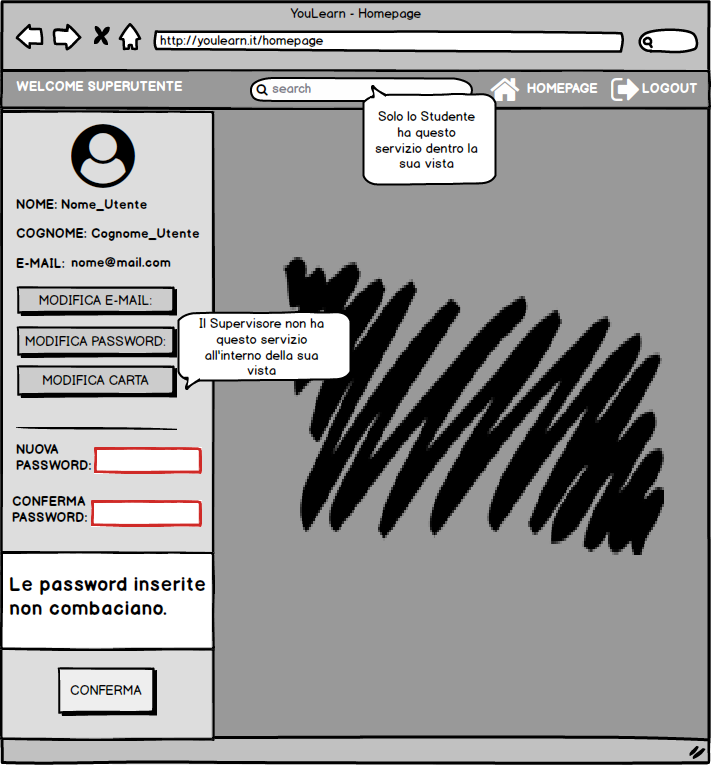 YouLearn - Homepage
http://youlearn.it/homepage
WELCOME SUPERUTENTE
search
HOMEPAGE
LOGOUT
Solo lo Studente
ha questo
servizio dentro la
sua vista
NOME: Nome_Utente
COGNOME: Cognome_Utente
E-MAIL: nome@mail.com
MODIFICA E-MAIL:
MODIFICA PASSWORD:
MODIFICA CARTA
Il Supervisore non ha
questo servizio
all'interno della sua
vista
NUOVA
PASSWORD:
CONFERMA
PASSWORD:
Le password inserite
non combaciano.
CONFERMA